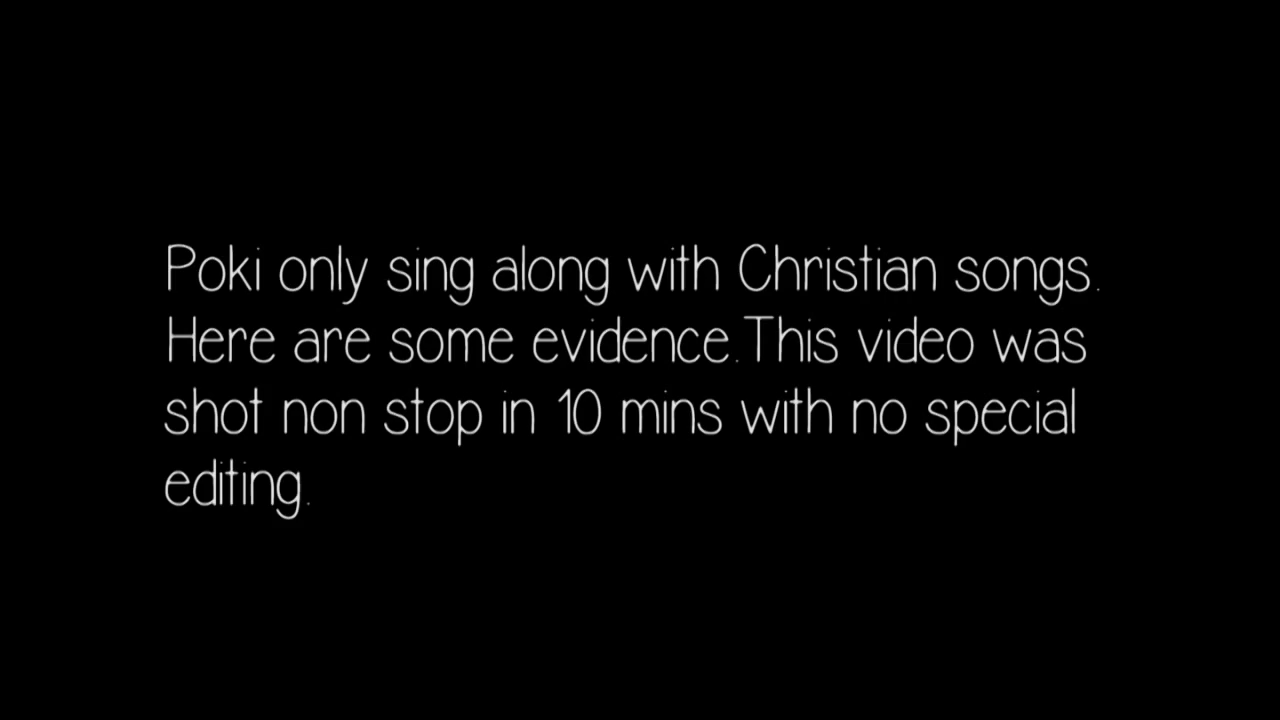 Poki only sing along with Christian songs.
Here are some evidence.This video was
shot non stop in 10 mins with no special
editing.